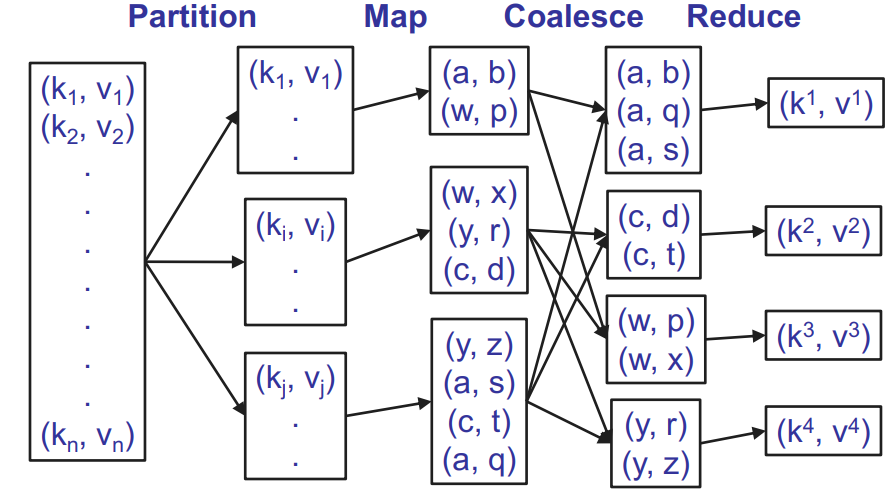 Partition Map Coalesce Reduce
(k₁, v₁)
(k₂, v₂)
.
.
.
.
.
.
.
(kₙ, vₙ)
(k₁, v₁)
.
.
(kᵢ, vᵢ)
.
.
(kⱼ, vⱼ)
.
.
(a, b)
(w, p)
(w, x)
(y, r)
(c, d)
(y, z)
(a, s)
(c, t)
(a, q)
(a, b)
(a, q)
(a, s)
(c, d)
(c, t)
(w, p)
(w, x)
(y, r)
(y, z)
(k¹, v¹)
(k², v²)
(k³, v³)
(k⁴, v⁴)